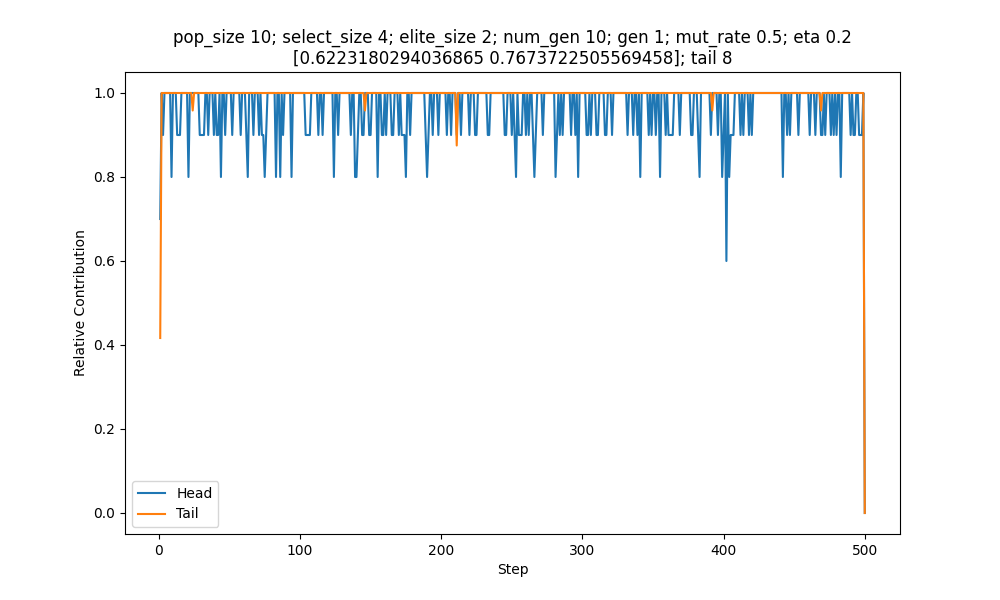 pop_size 10; select_size 4; elite_size 2; num_gen 10; gen 1; mut_rate 0.5; eta 0.2
[0.6223180294036865 0.7673722505569458]; tail 8
1.0
0.8
0.6
0.4
0.2
0.0
Relative Contribution
Head
Tail
0
100
200
300
400
500
Step